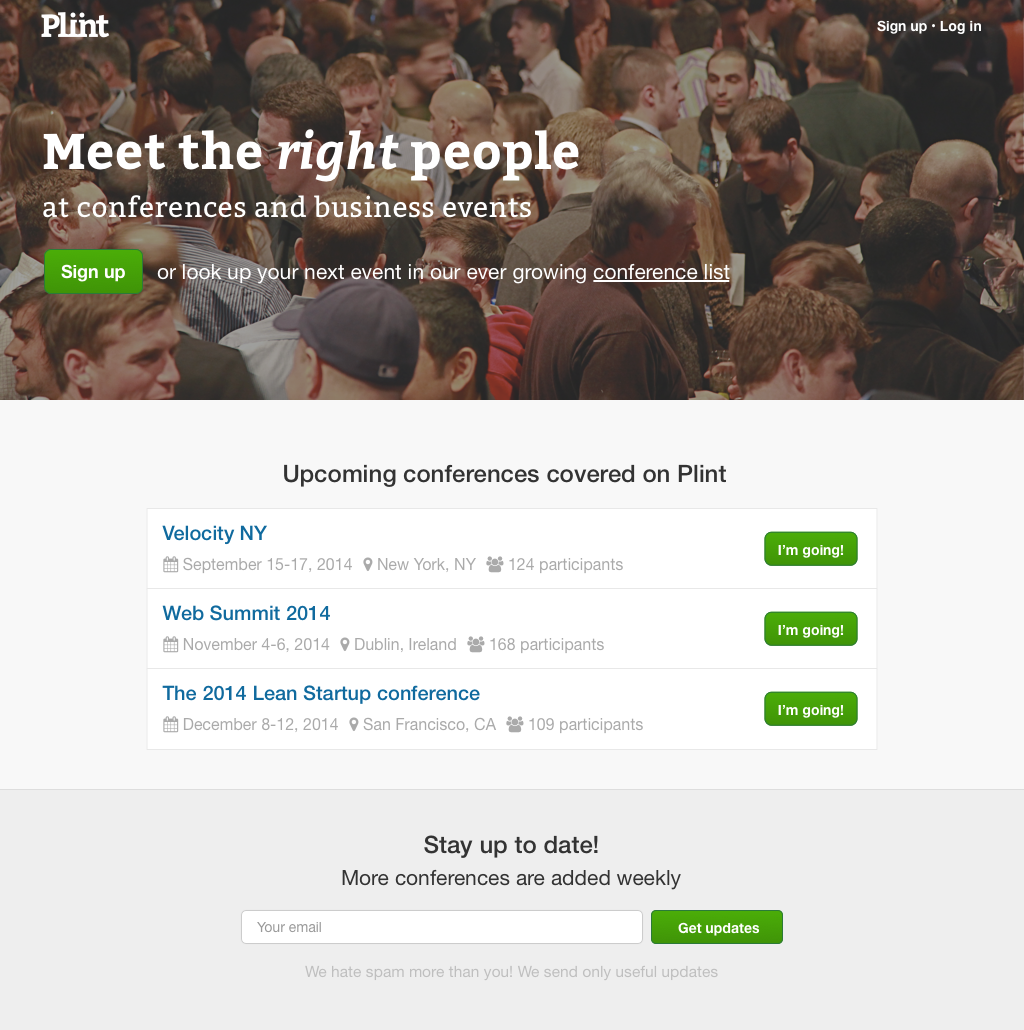 Plint
Sign up • Log in
Meet the right people
at conferences and business events
Sign up or look up your next event in our ever growing conference list
Upcoming conferences covered on Plint
Velocity NY
September 15-17, 2014 New York, NY 124 participants
I'm going!
Web Summit 2014
November 4-6, 2014 Dublin, Ireland 168 participants
I'm going!
The 2014 Lean Startup conference
December 8-12, 2014 San Francisco, CA 109 participants
I'm going!
Stay up to date!
More conferences are added weekly
Your email Get updates
We hate spam more than you! We send only useful updates